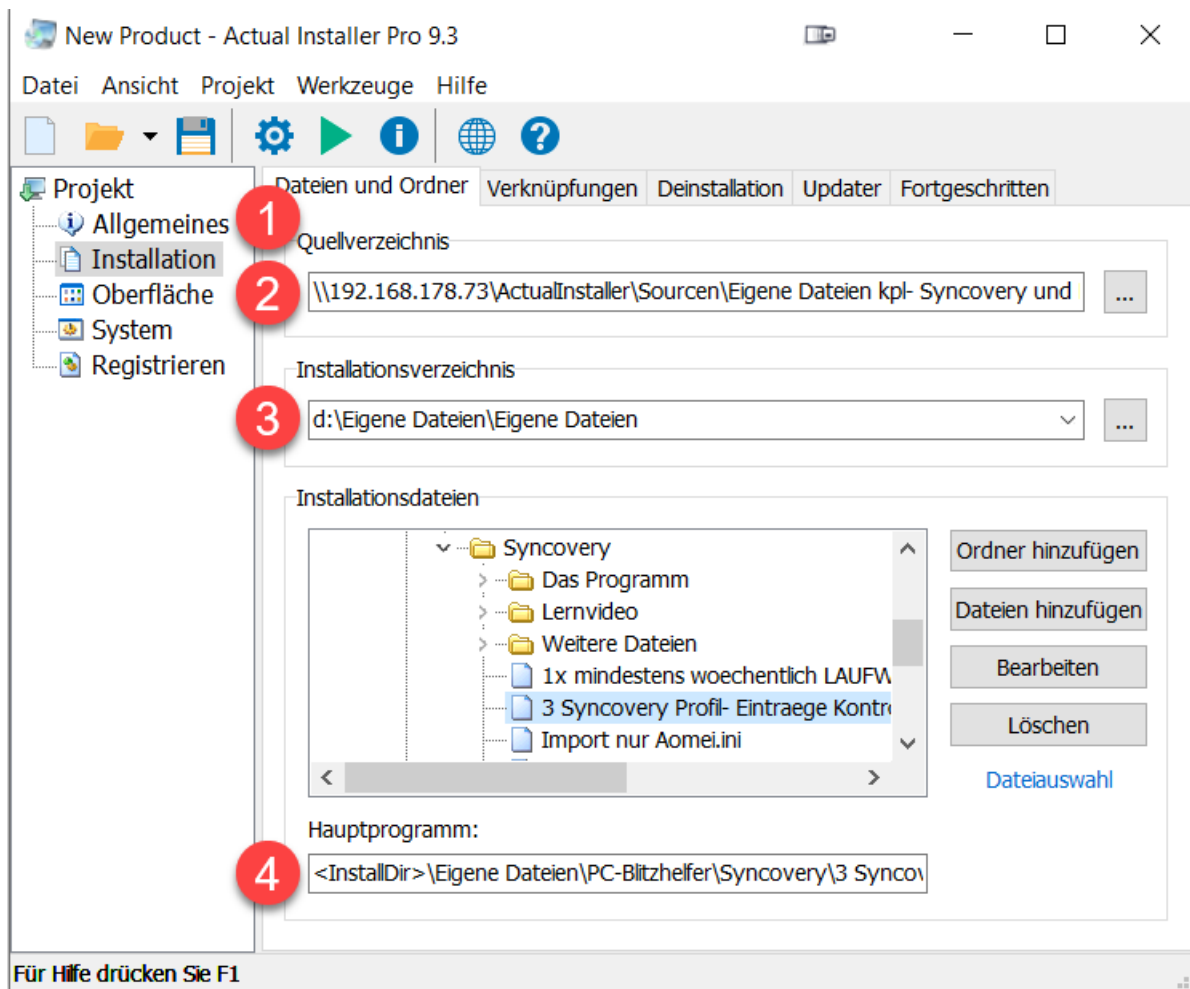 New Product - Actual Installer Pro 9.3
Datei Ansicht Projekt Werkzeuge Hilfe
Projekt
Allgemeines
Installation
Oberfläche
System
Registrieren
Dateien und Ordner Verknüpfungen Deinstallation Updater Fortgeschritten
1
Quellverzeichnis
2
\\192.168.178.73\ActualInstaller\Sourcen\Eigene Dateien kpl- Syncovery und
...
Installationsverzeichnis
3
d:\Eigene Dateien\Eigene Dateien
...
Installationsdateien
Syncovery
Das Programm
Lernvideo
Weitere Dateien
1x mindestens woechentlich LAUFW
3 Syncovery Profil- Eintraege Kontr
Import nur Aomei.ini
Ordner hinzufügen
Dateien hinzufügen
Bearbeiten
Löschen
Dateiauswahl
Hauptprogramm:
4
<InstallDir>\Eigene Dateien\PC-Blitzhelfer\Syncovery\3 Syncov
Für Hilfe drücken Sie F1